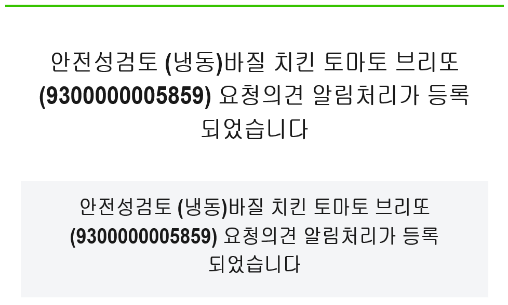 안전성검토 (냉동)바질 치킨 토마토 브리또
(9300000005859) 요청의견 알림처리가 등록
되었습니다
안전성검토 (냉동)바질 치킨 토마토 브리또
(9300000005859) 요청의견 알림처리가 등록
되었습니다